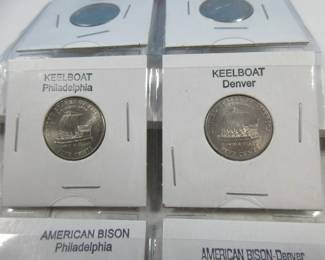 KEELBOAT
Philadelphia
KEELBOAT
Denver
AMERICAN BISON
Philadelphia
AMERICAN BISON-Denver